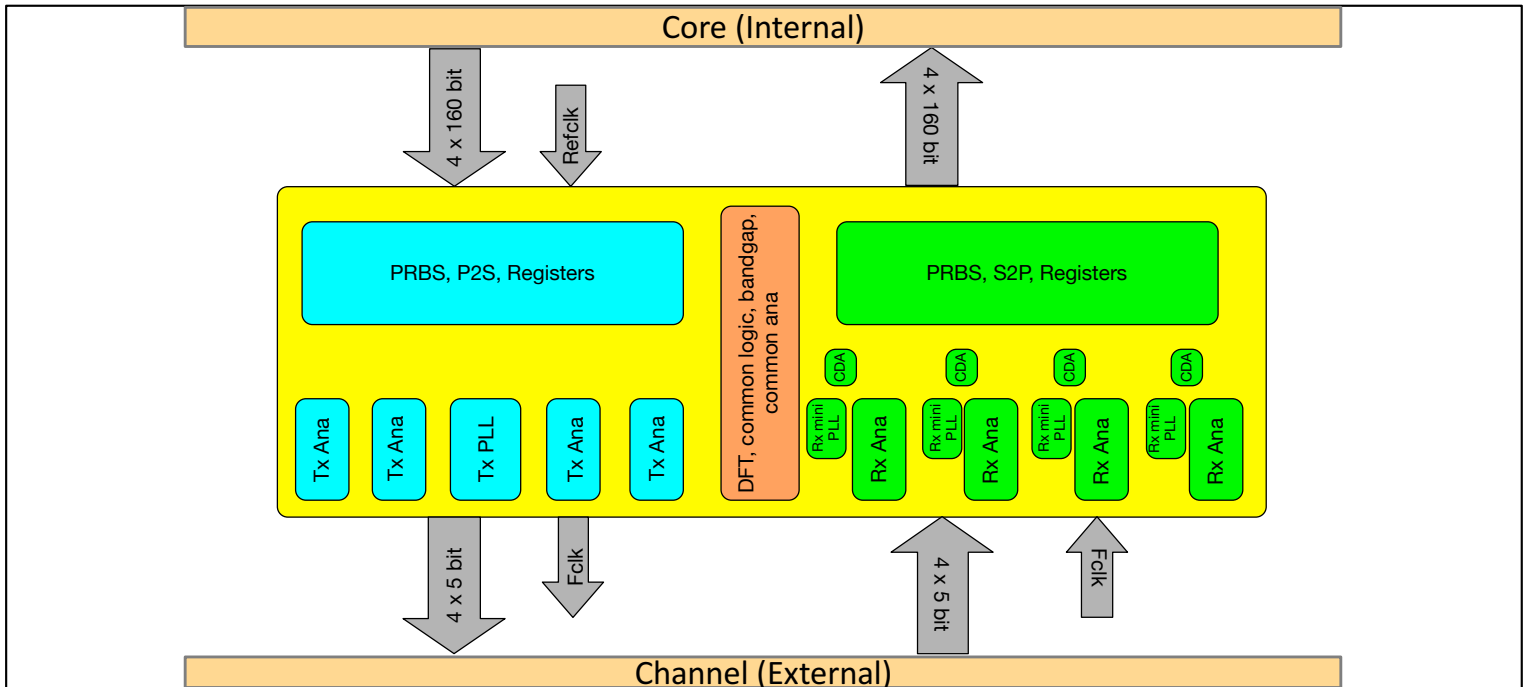 Core (Internal)
4 x 160 bit
Refclk
4 x 160 bit
PRBS, P2S, Registers
DFT, common logic, bandgap,
common ana
PRBS, S2P, Registers
CDA
CDA
CDA
CDA
Tx Ana
Tx Ana
Tx PLL
Tx Ana
Tx Ana
Rx mini
PLL
Rx Ana
Rx mini
PLL
Rx Ana
Rx mini
PLL
Rx Ana
Rx mini
PLL
Rx Ana
4 x 5 bit
Fclk
4 x 5 bit
Fclk
Channel (External)